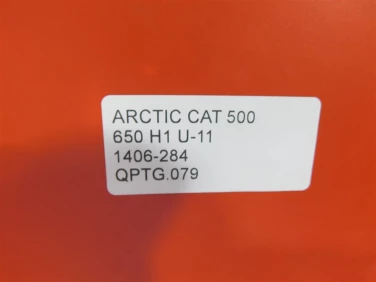 ARCTIC CAT 500
650 H1 U-11
1406-284
QPTG.079